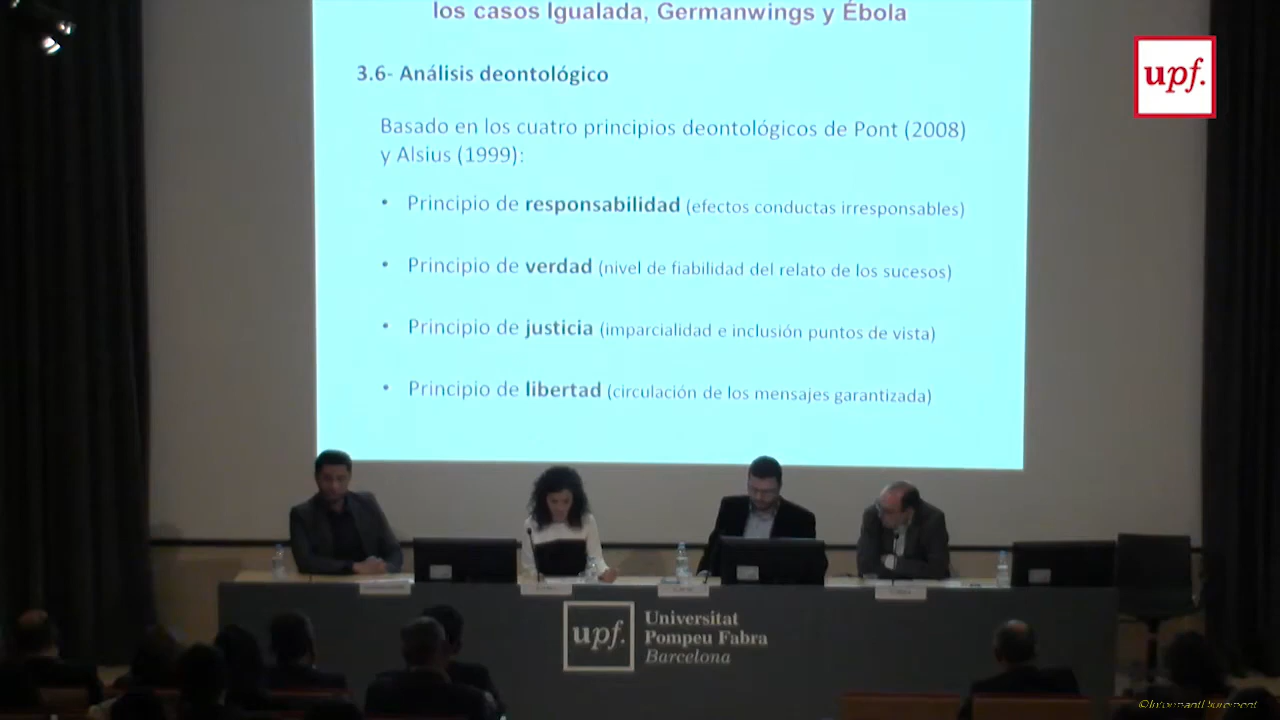 los casos Igualada, Germanwings y Ébola
upf.
3.6- Análisis deontológico
Basado en los cuatro principios deontológicos de Pont (2008)
y Alsius (1999):
• Principio de responsabilidad (efectos conductas irresponsables)
• Principio de verdad (nivel de fiabilidad del relato de los sucesos)
• Principio de justicia (imparcialidad e inclusión puntos de vista)
• Principio de libertad (circulación de los mensajes garantizada)
upf.
Universitat
Pompeu Fabra
Barcelona